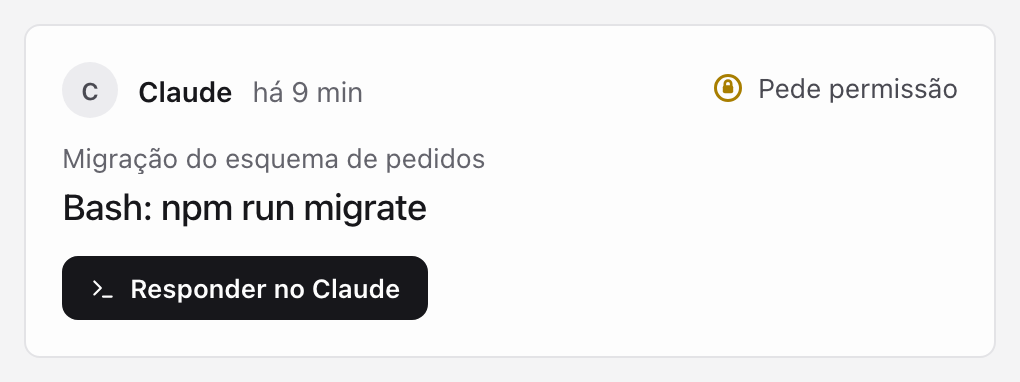 C
Claude há 9 min
Pede permissão
Migração do esquema de pedidos
Bash: npm run migrate
Responder no Claude